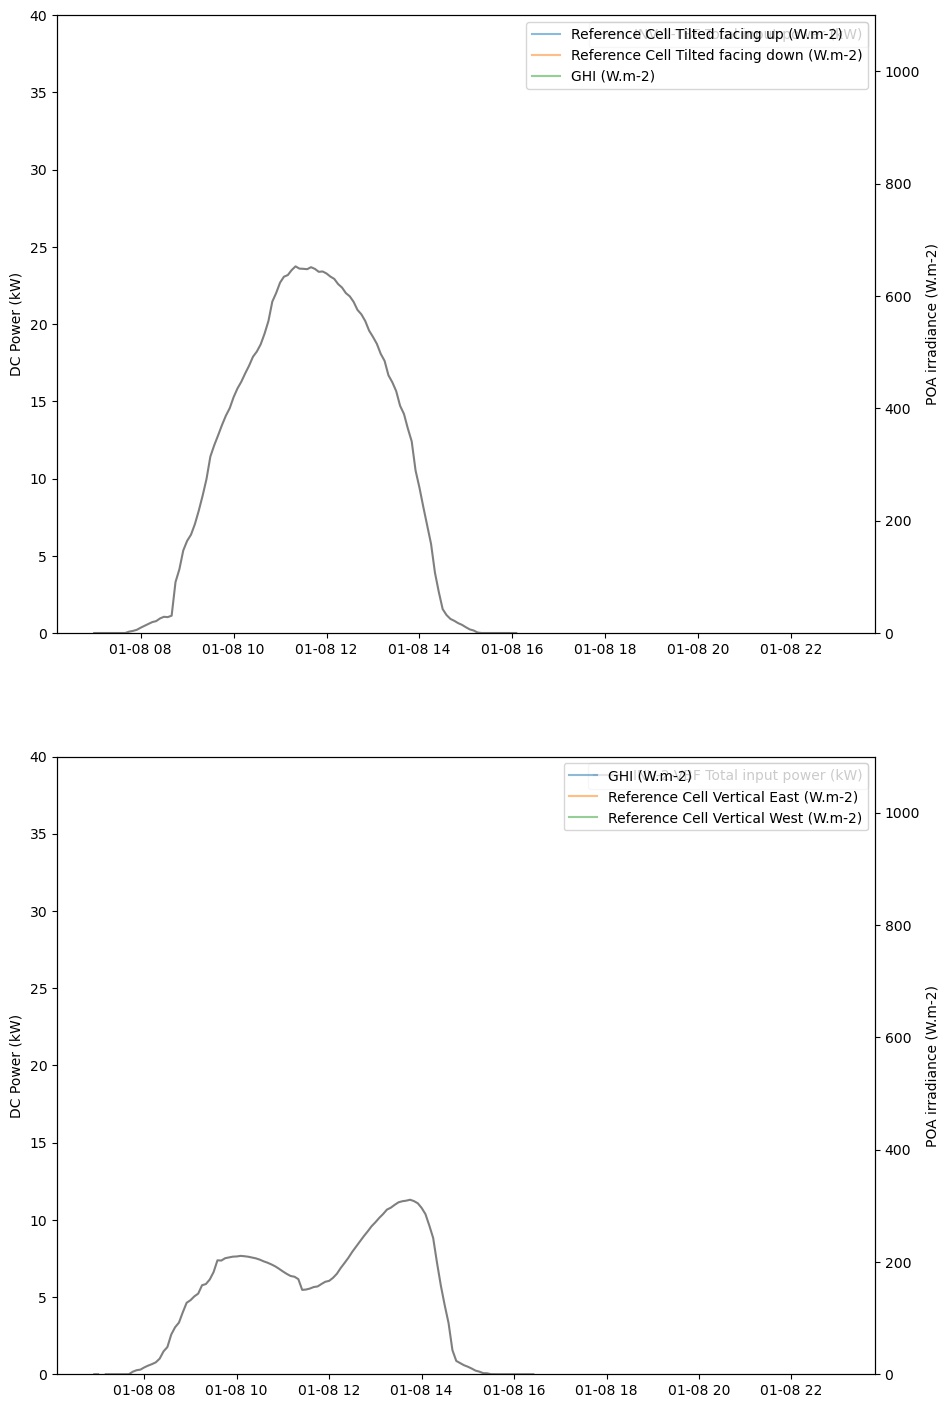 40
35
30
25
20
15
10
5
0
DC Power (kW)
Reference Cell Tilted facing up (W.m-2)
Reference Cell Tilted facing down (W.m-2)
GHI (W.m-2)
1000
800
600
400
200
0
POA irradiance (W.m-2)
01-08 08 01-08 10 01-08 12 01-08 14 01-08 16 01-08 18 01-08 20 01-08 22
40
35
30
25
20
15
10
5
0
DC Power (kW)
Total input power (kW)
GHI (W.m-2)
Reference Cell Vertical East (W.m-2)
Reference Cell Vertical West (W.m-2)
1000
800
600
400
200
0
POA irradiance (W.m-2)
01-08 08 01-08 10 01-08 12 01-08 14 01-08 16 01-08 18 01-08 20 01-08 22